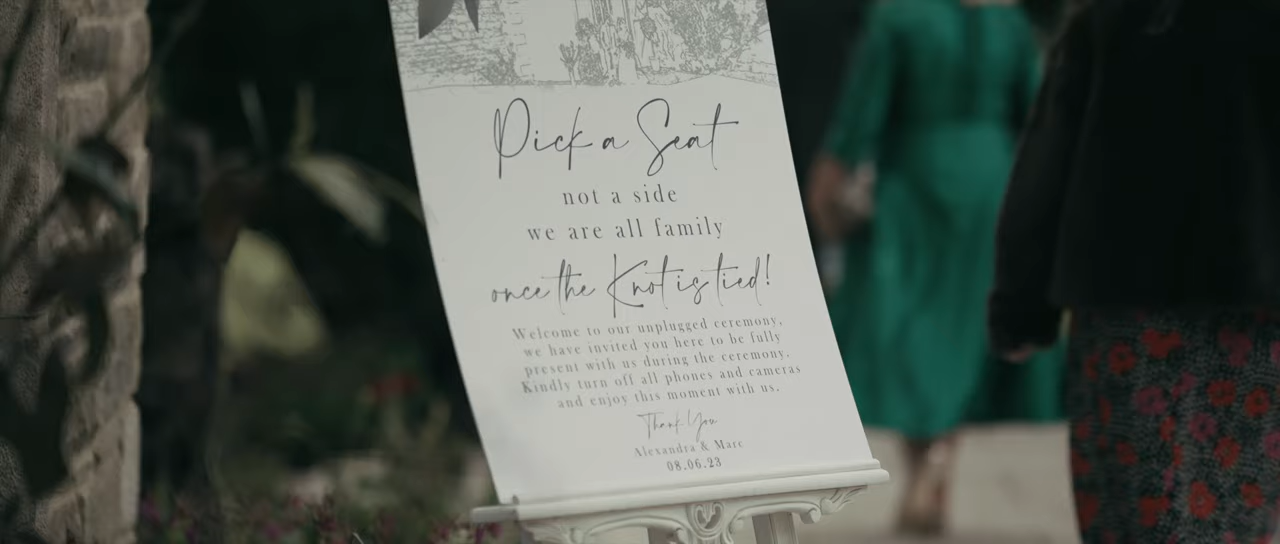 Pick a Seat
not a side
we are all family
once the Knot is tied!
Welcome to our unplugged ceremony,
we have invited you here to be fully
present with us during the ceremony.
Kindly turn off all phones and cameras
and enjoy this moment with us.
Thank You
Alexandra & Marc
08.06.23